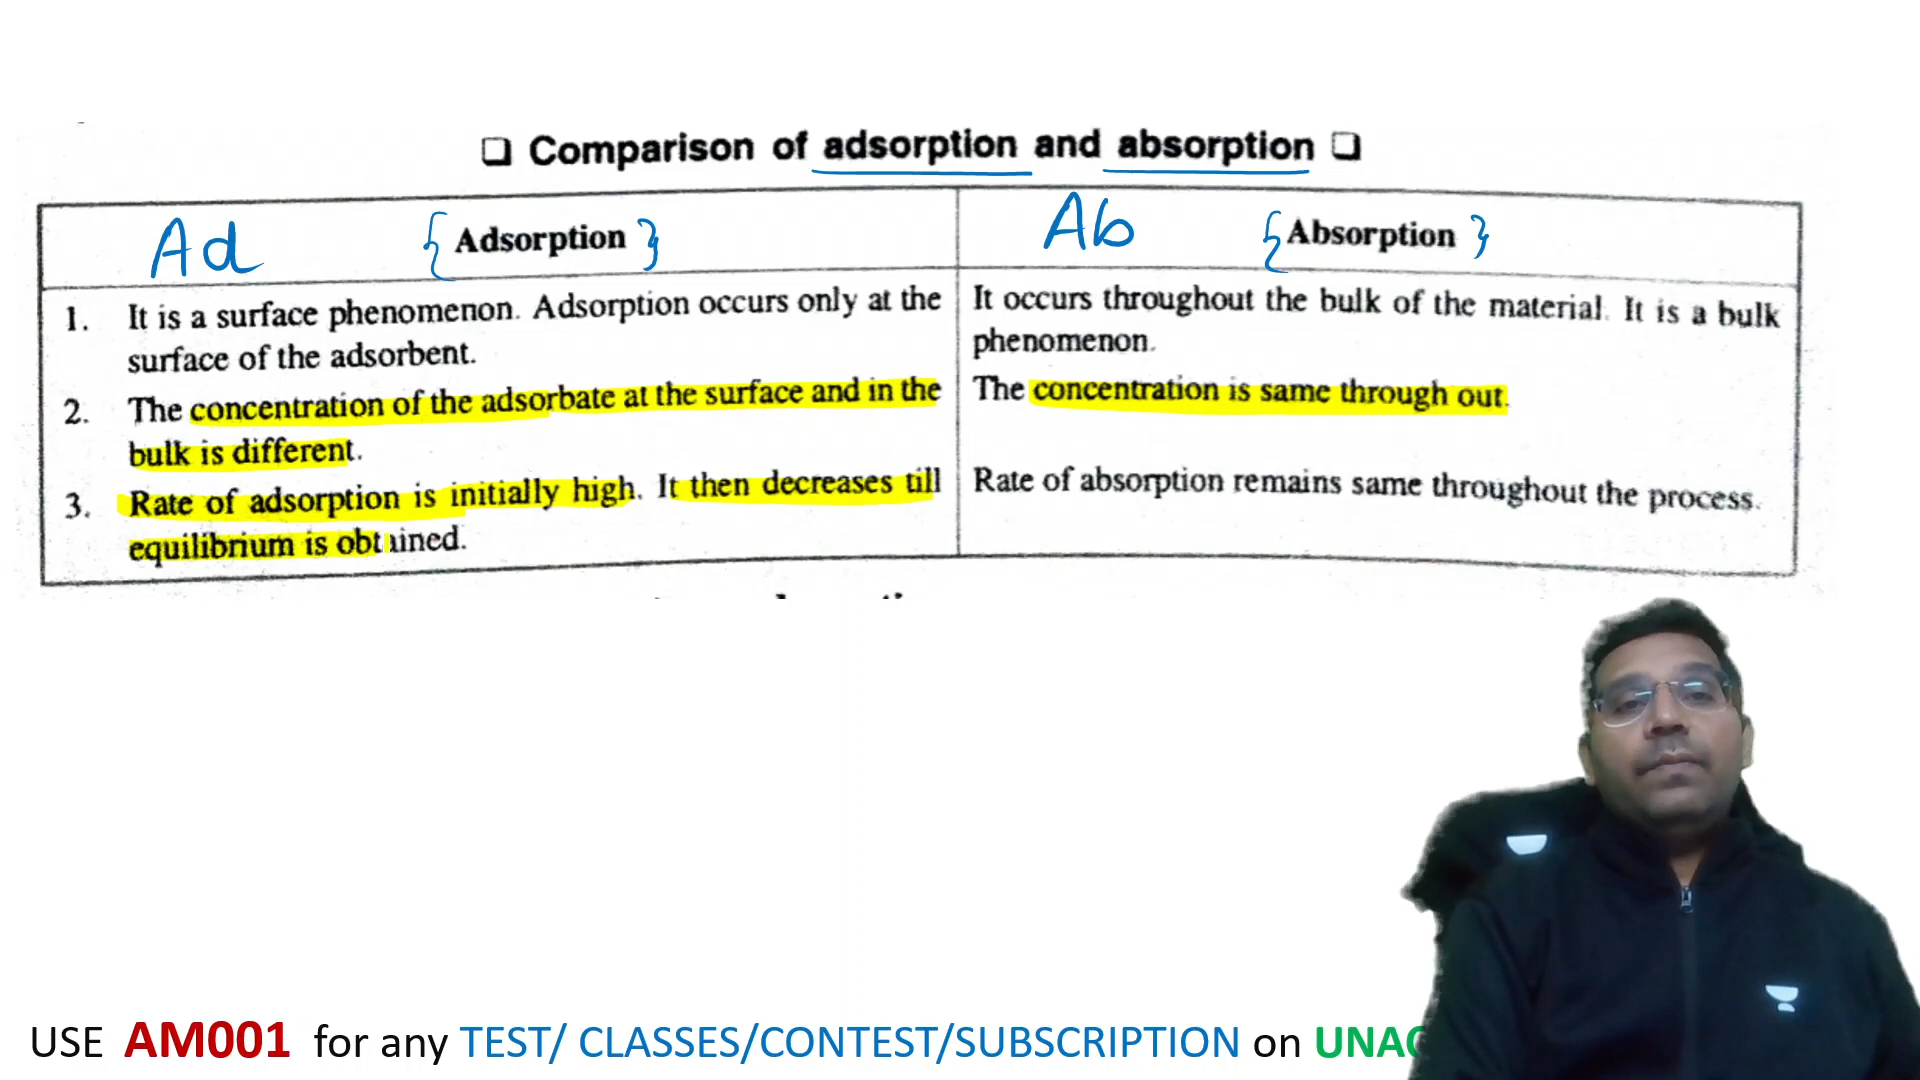 ❑ Comparison of adsorption and absorption ❑
Ad { Adsorption }
Ab { Absorption }
1. It is a surface phenomenon. Adsorption occurs only at the
surface of the adsorbent.
It occurs throughout the bulk of the material. It is a bulk
phenomenon.
2. The concentration of the adsorbate at the surface and in the
bulk is different.
The concentration is same through out.
3. Rate of adsorption is initially high. It then decreases till
equilibrium is obtained.
Rate of absorption remains same throughout the process.
USE AM001 for any TEST/ CLASSES/CONTEST/SUBSCRIPTION on